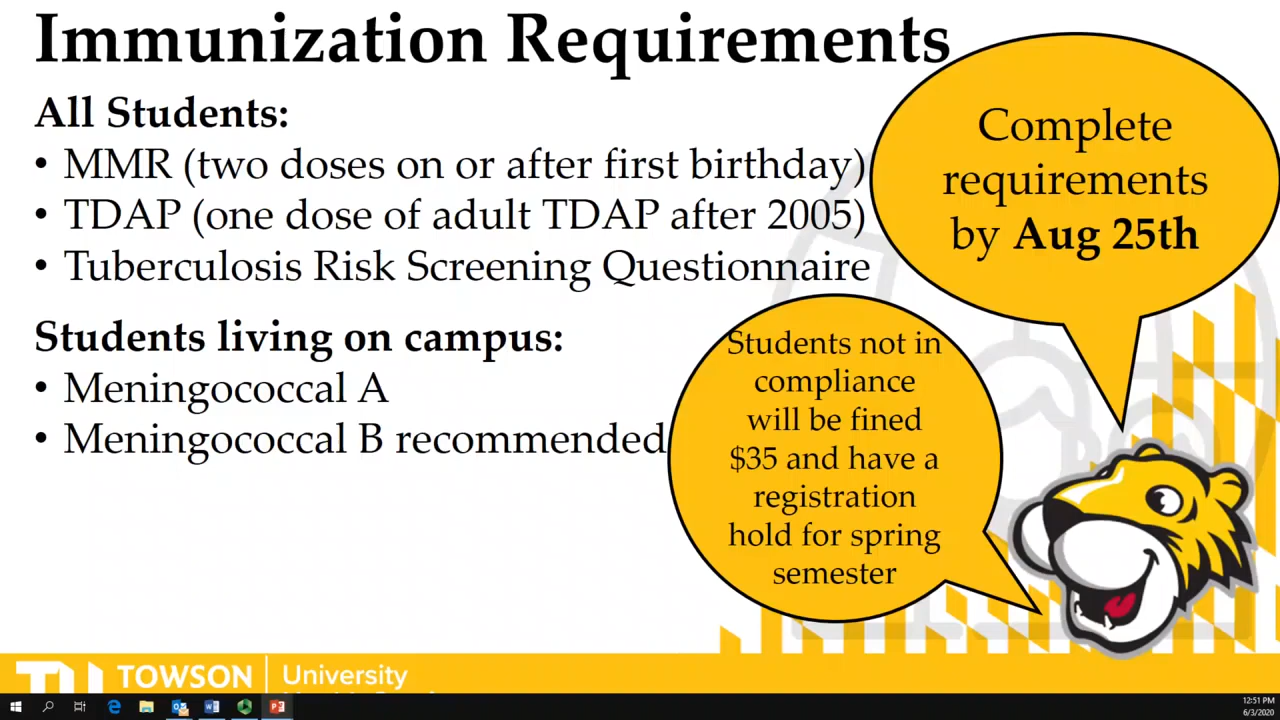 Immunization Requirements
All Students:
• MMR (two doses on or after first birthday)
• TDAP (one dose of adult TDAP after 2005)
• Tuberculosis Risk Screening Questionnaire
Students living on campus:
• Meningococcal A
• Meningococcal B recommended
Complete
requirements
by Aug 25th
Students not in
compliance
will be fined
$35 and have a
registration
hold for spring
semester
TU TOWSON University
12:51 PM
6/3/2020